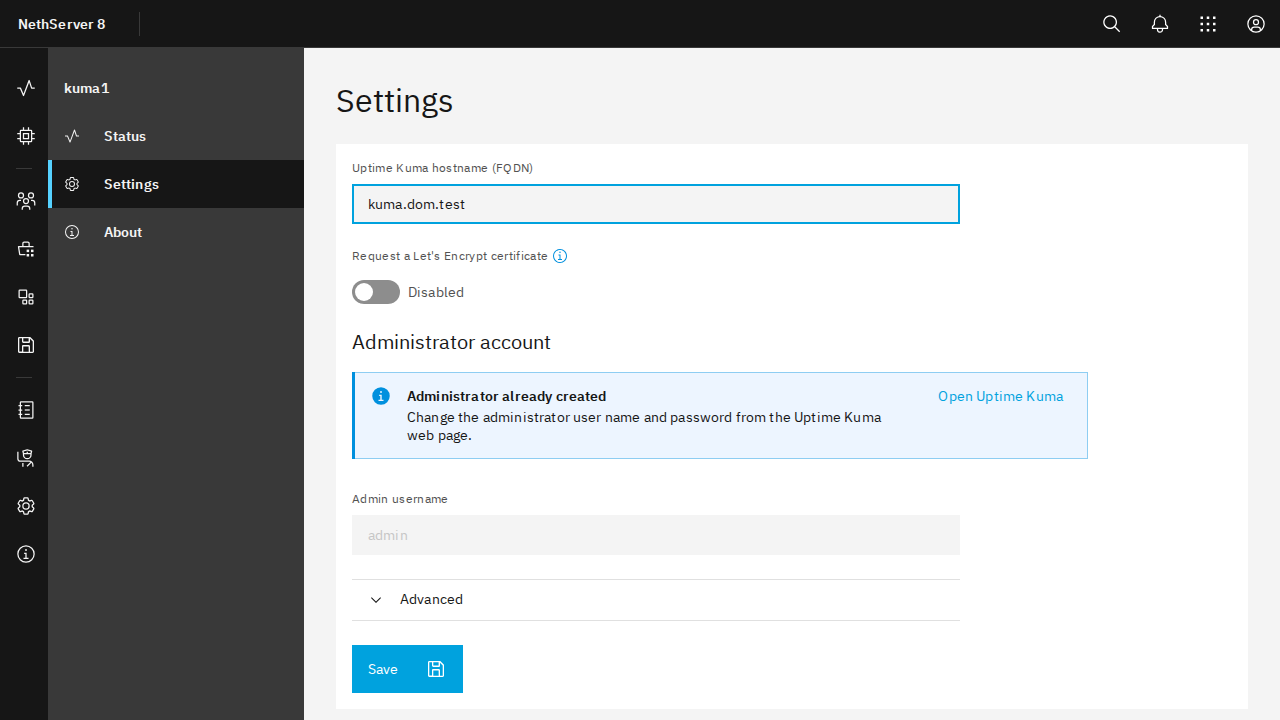 NethServer 8
kuma1
Status
Settings
About
Settings
Uptime Kuma hostname (FQDN)
kuma.dom.test
Request a Let's Encrypt certificate
Disabled
Administrator account
Administrator already created
Open Uptime Kuma
Change the administrator user name and password from the Uptime Kuma
web page.
Admin username
admin
Advanced
Save